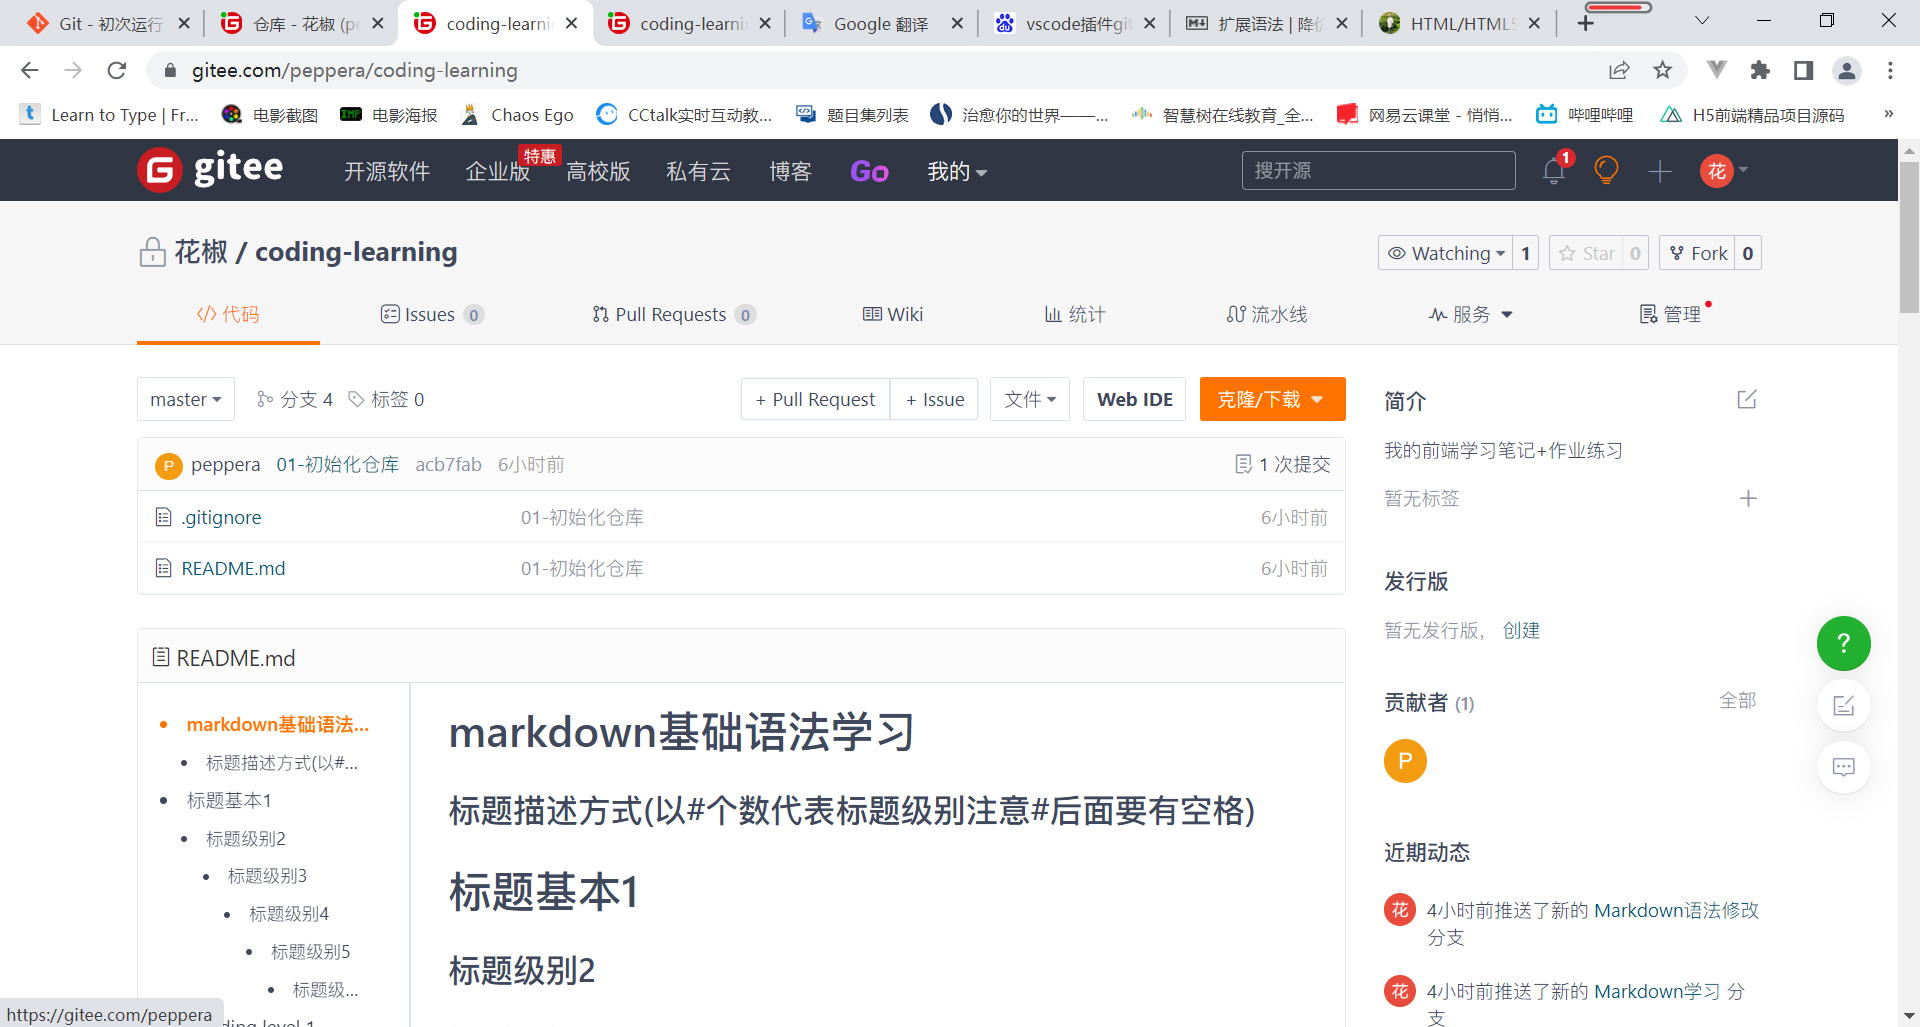 Git - 初次运行
仓库 - 花椒 (pe
coding-learnin
coding-learnin
Google 翻译
vscode插件git
扩展语法 | 降价
HTML/HTML5
gitee.com/peppera/coding-learning
Learn to Type | Fr...
电影截图
电影海报
Chaos Ego
CCtalk实时互动教...
题目集列表
治愈你的世界——...
智慧树在线教育_全...
网易云课堂 - 悄悄...
哔哩哔哩
H5前端精品项目源码
»
gitee
开源软件
企业版
特惠
高校版
私有云
博客
Go
我的
搜开源
1
花
花椒 / coding-learning
Watching 1
Star 0
Fork 0
代码
Issues 0
Pull Requests 0
Wiki
统计
流水线
服务
管理
master
分支 4
标签 0
+ Pull Request
+ Issue
文件
Web IDE
克隆/下载
P peppera 01-初始化仓库 acb7fab 6小时前
1 次提交
.gitignore 01-初始化仓库 6小时前
README.md 01-初始化仓库 6小时前
README.md
markdown基础语法...
标题描述方式(以#...
标题基本1
标题级别2
标题级别3
标题级别4
标题级别5
标题级...
markdown基础语法学习
标题描述方式(以#个数代表标题级别注意#后面要有空格)
标题基本1
标题级别2
简介
我的前端学习笔记+作业练习
暂无标签
发行版
暂无发行版， 创建
贡献者 (1) 全部
P
近期动态
花 4小时前推送了新的 Markdown语法修改
分支
花 4小时前推送了新的 Markdown学习 分
支
?
https://gitee.com/peppera